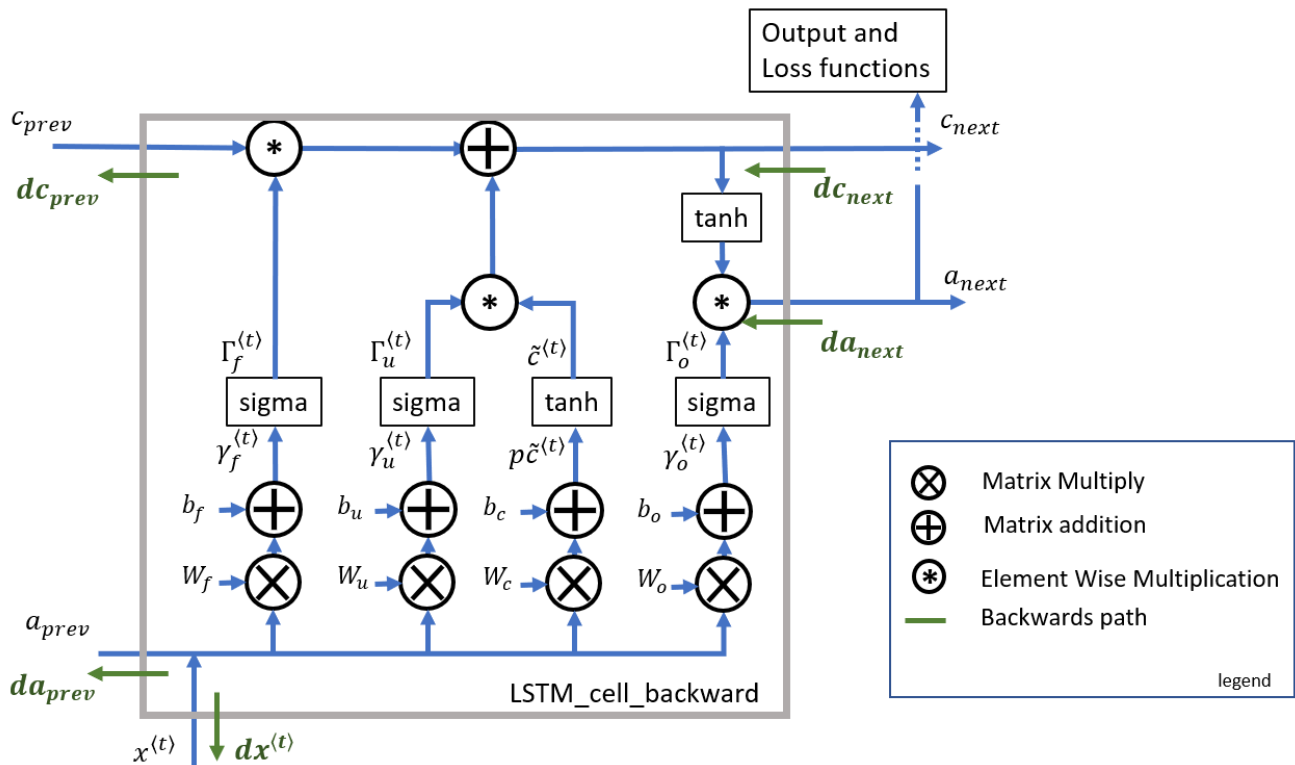 Output and
Loss functions
c_prev
c_next
dc_prev
dc_next
tanh
a_next
da_next
Γ_f^⟨t⟩
Γ_u^⟨t⟩
c̃^⟨t⟩
Γ_o^⟨t⟩
sigma
sigma
tanh
sigma
γ_f^⟨t⟩
γ_u^⟨t⟩
pc̃^⟨t⟩
γ_o^⟨t⟩
b_f
b_u
b_c
b_o
W_f
W_u
W_c
W_o
a_prev
da_prev
LSTM_cell_backward
x^⟨t⟩
dx^⟨t⟩
Matrix Multiply
Matrix addition
Element Wise Multiplication
Backwards path
legend